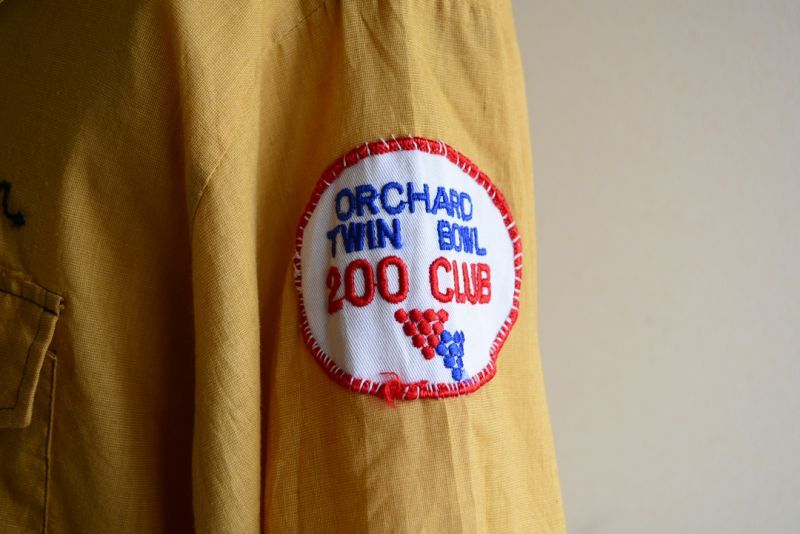 ORCHARD
TWIN BOWL
200 CLUB